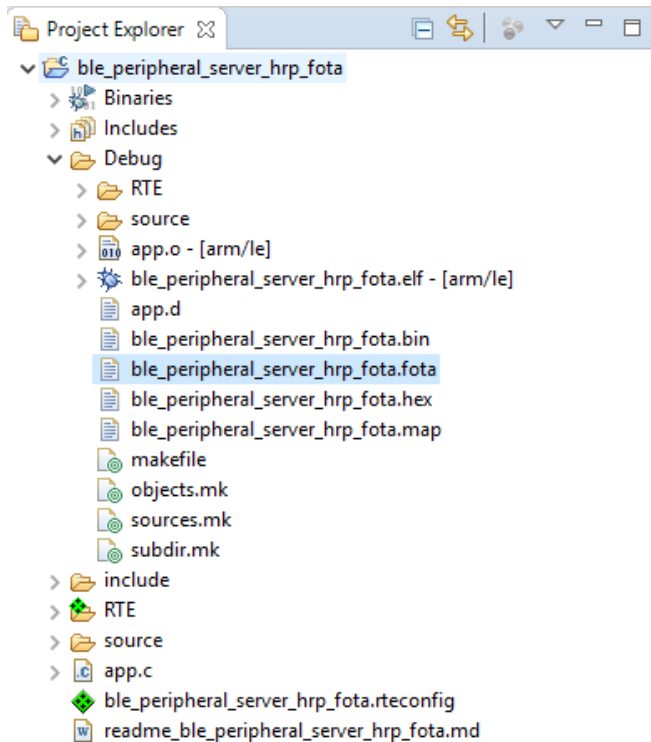 Project Explorer
ble_peripheral_server_hrp_fota
Binaries
Includes
Debug
RTE
source
app.o - [arm/le]
ble_peripheral_server_hrp_fota.elf - [arm/le]
app.d
ble_peripheral_server_hrp_fota.bin
ble_peripheral_server_hrp_fota.fota
ble_peripheral_server_hrp_fota.hex
ble_peripheral_server_hrp_fota.map
makefile
objects.mk
sources.mk
subdir.mk
include
RTE
source
app.c
ble_peripheral_server_hrp_fota.rteconfig
readme_ble_peripheral_server_hrp_fota.md